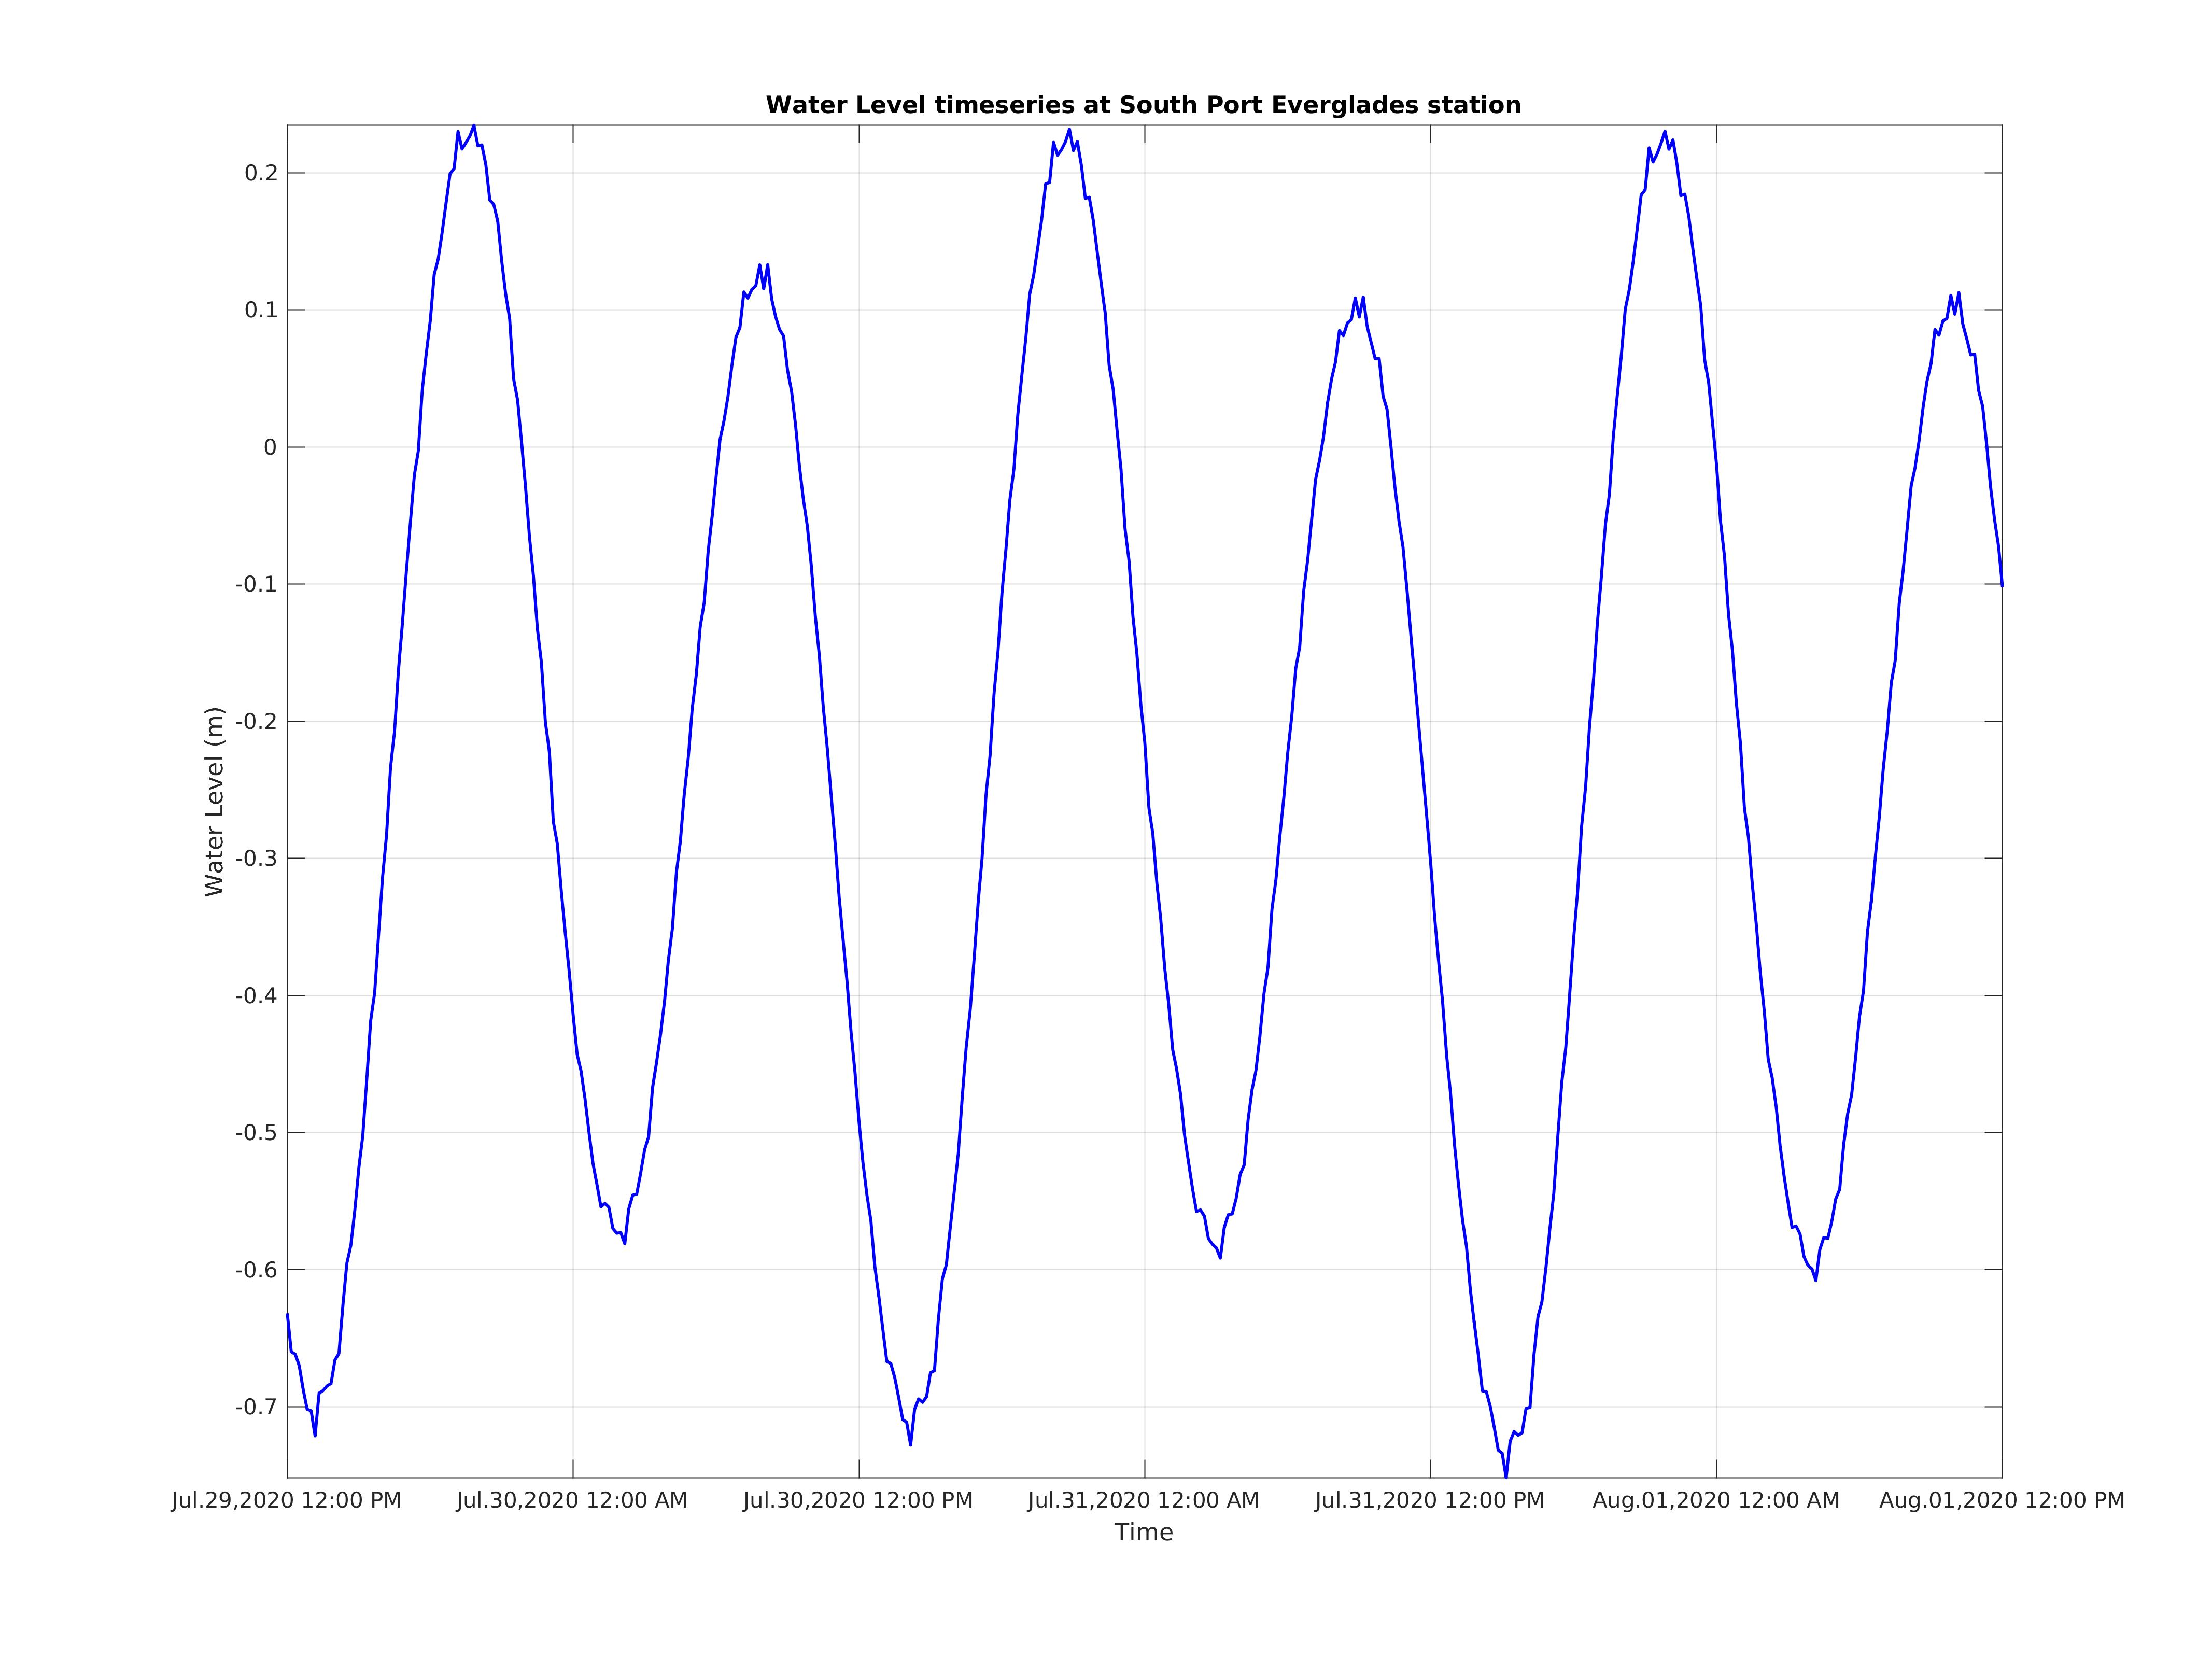 Water Level timeseries at South Port Everglades station
0.2
0.1
0
-0.1
-0.2
-0.3
-0.4
-0.5
-0.6
-0.7
Water Level (m)
Jul.29,2020 12:00 PM
Jul.30,2020 12:00 AM
Jul.30,2020 12:00 PM
Jul.31,2020 12:00 AM
Jul.31,2020 12:00 PM
Aug.01,2020 12:00 AM
Aug.01,2020 12:00 PM
Time